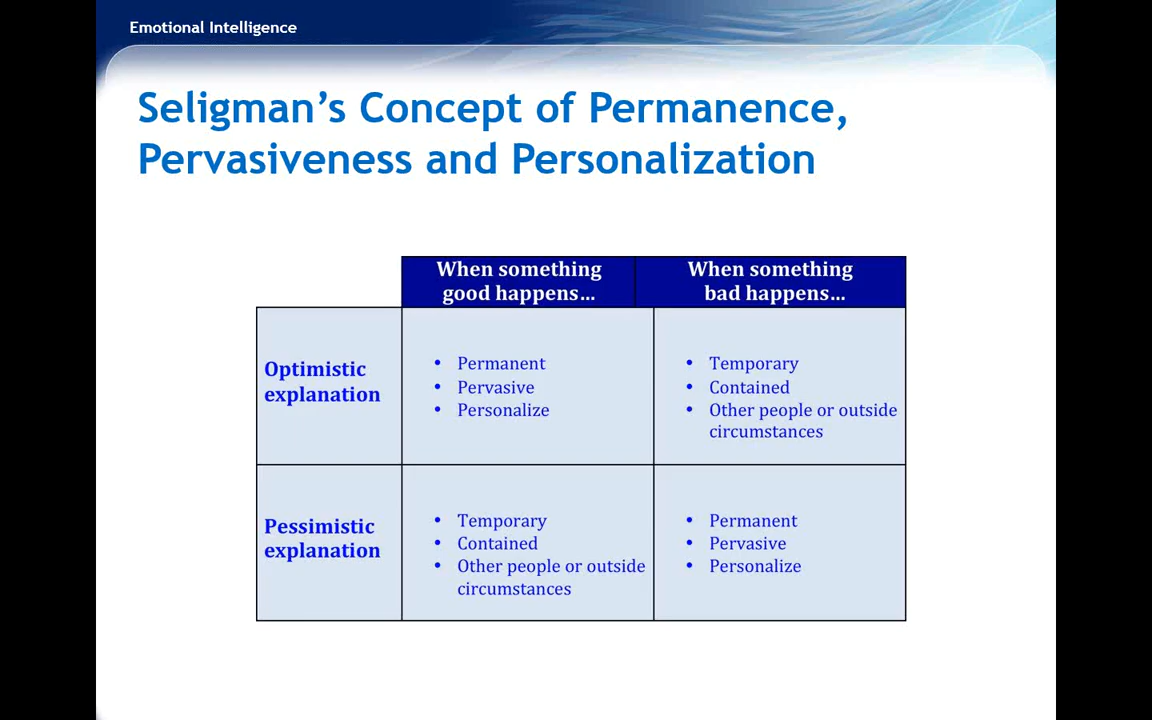 Emotional Intelligence
Seligman’s Concept of Permanence,
Pervasiveness and Personalization
When something
good happens…
When something
bad happens…
Optimistic
explanation
• Permanent
• Pervasive
• Personalize
• Temporary
• Contained
• Other people or outside
circumstances
Pessimistic
explanation
• Temporary
• Contained
• Other people or outside
circumstances
• Permanent
• Pervasive
• Personalize